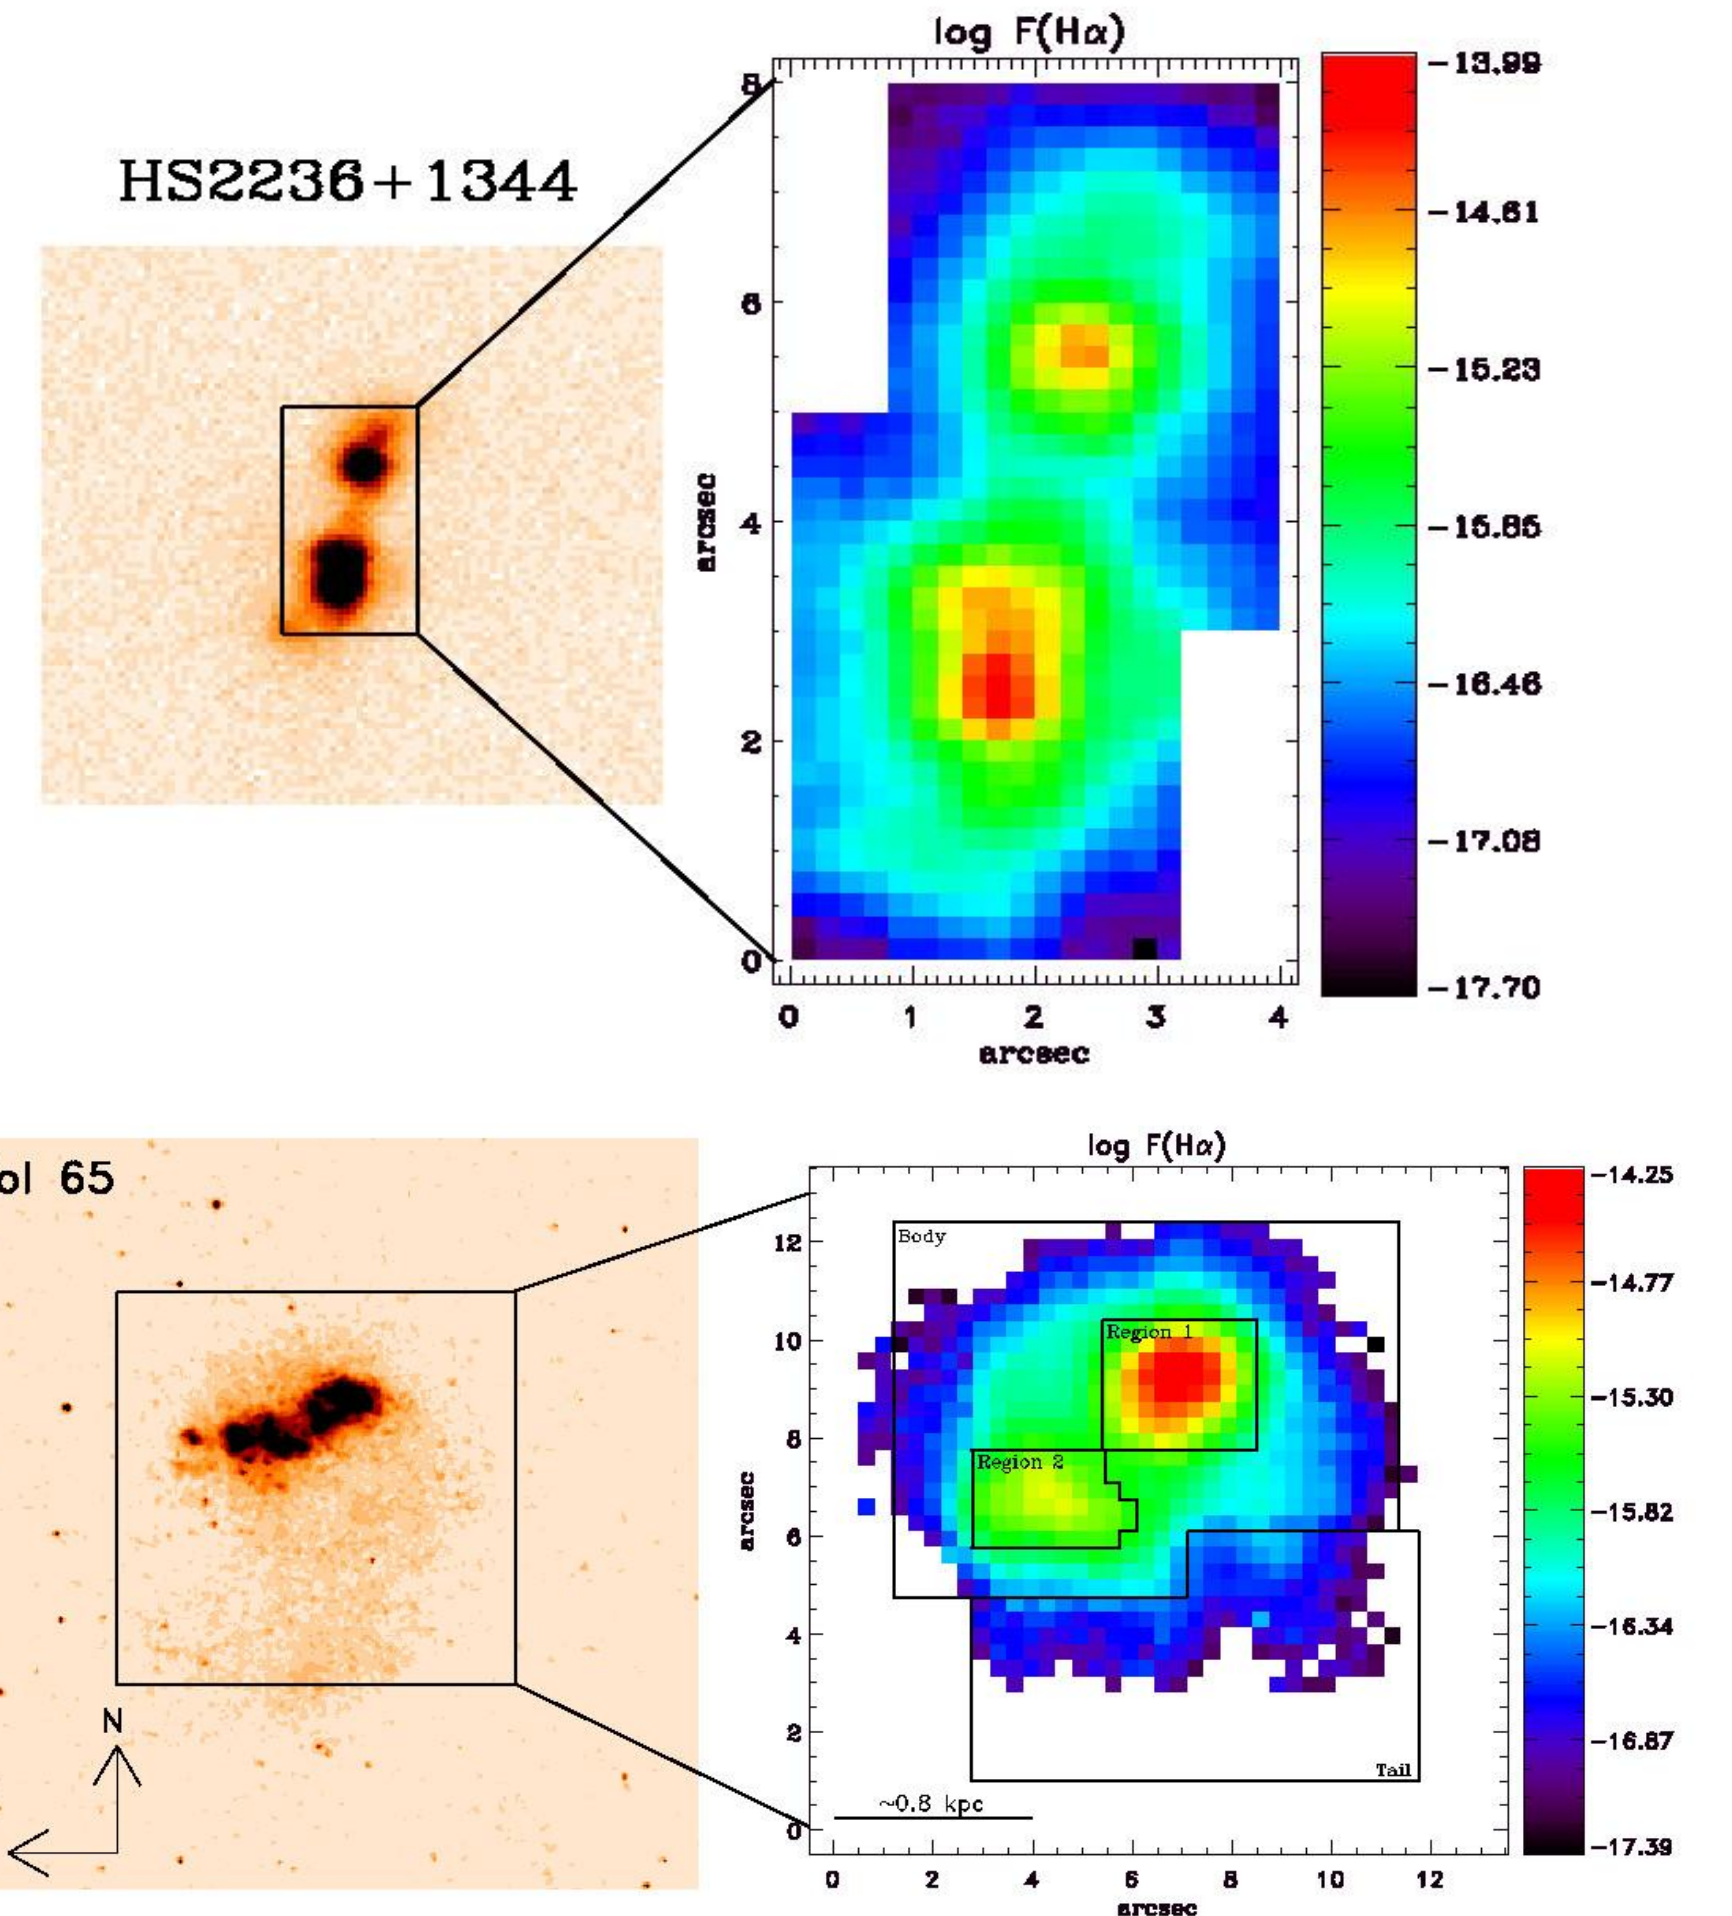 log F(Hα)
HS2236+1344
8
6
4
2
0
arcsec
0 1 2 3 4
arcsec
-13.99
-14.61
-15.23
-15.85
-16.46
-17.08
-17.70
ol 65
N
log F(Hα)
Body
Region 1
Region 2
Tail
~0.8 kpc
12
10
8
6
4
2
0
arcsec
0 2 4 6 8 10 12
arcsec
-14.25
-14.77
-15.30
-15.82
-16.34
-16.87
-17.39